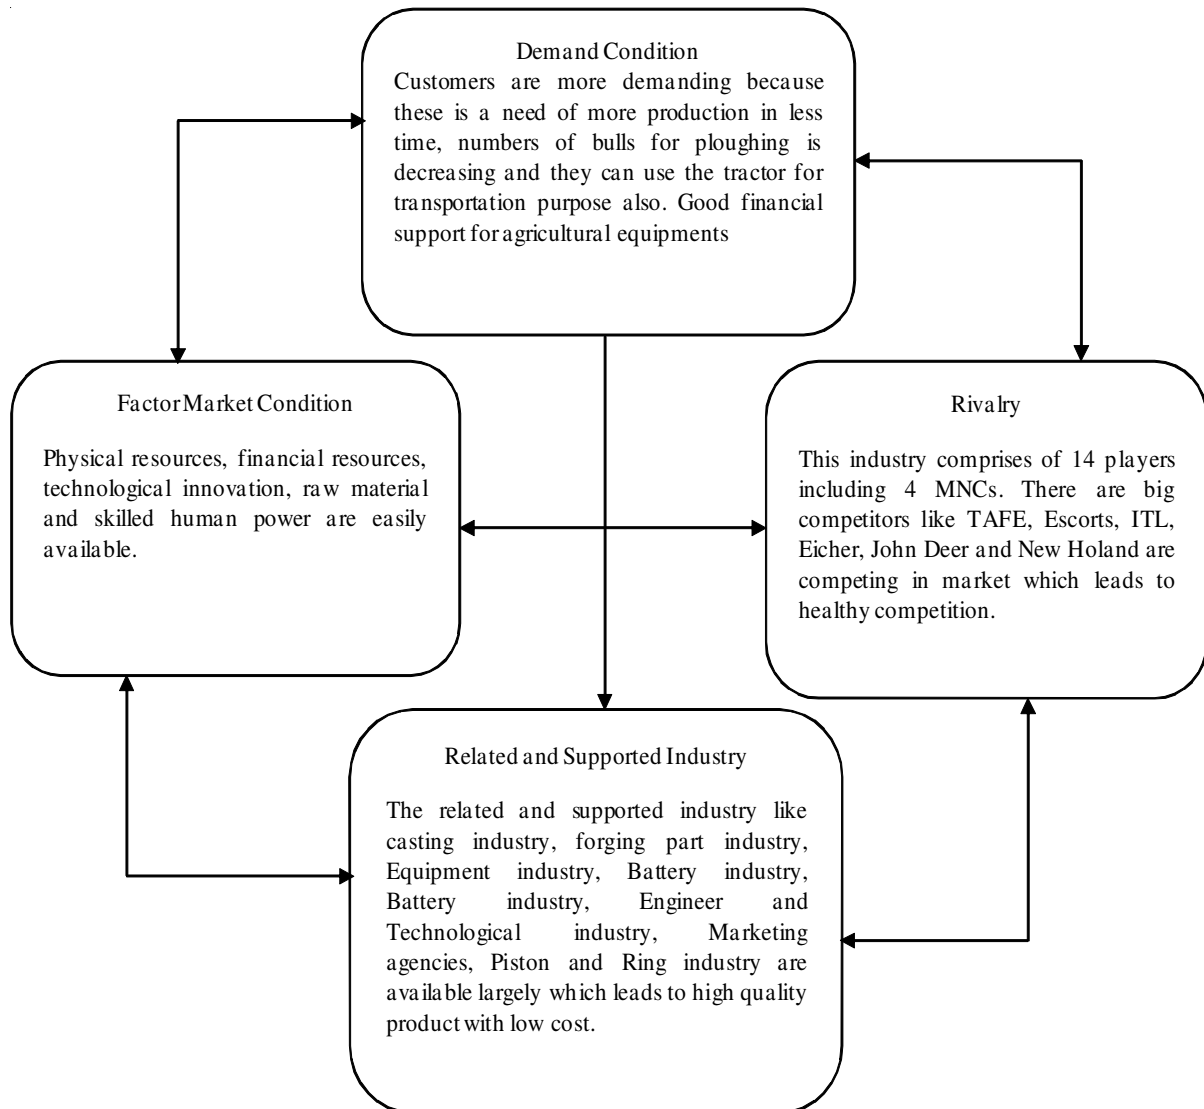 Demand Condition
Customers are more demanding because
these is a need of more production in less
time, numbers of bulls for ploughing is
decreasing and they can use the tractor for
transportation purpose also. Good financial
support for agricultural equipments
Factor Market Condition
Physical resources, financial resources,
technological innovation, raw material
and skilled human power are easily
available.
Rivalry
This industry comprises of 14 players
including 4 MNCs. There are big
competitors like TAFE, Escorts, ITL,
Eicher, John Deer and New Holand are
competing in market which leads to
healthy competition.
Related and Supported Industry
The related and supported industry like
casting industry, forging part industry,
Equipment industry, Battery industry,
Battery industry, Engineer and
Technological industry, Marketing
agencies, Piston and Ring industry are
available largely which leads to high quality
product with low cost.